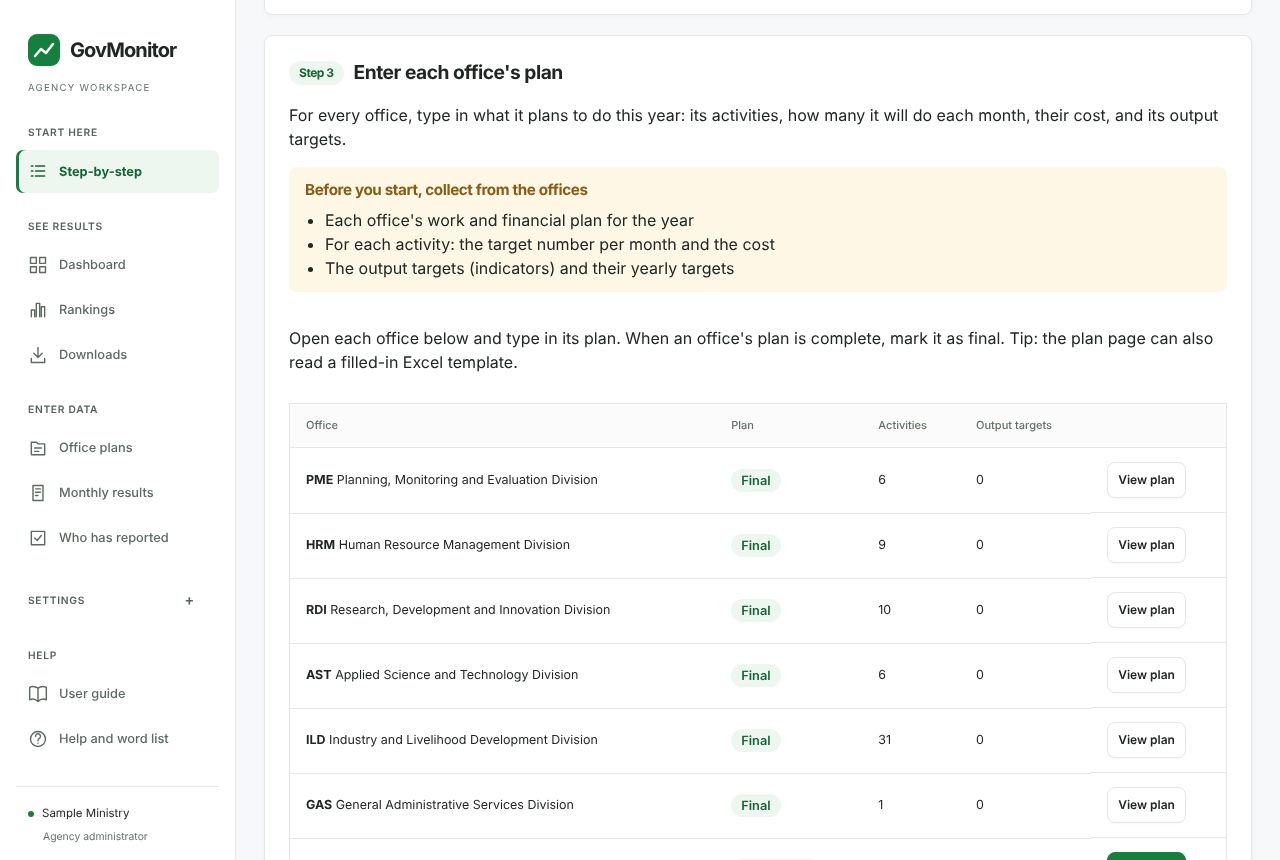 GovMonitor
AGENCY WORKSPACE
START HERE
Step-by-step
SEE RESULTS
Dashboard
Rankings
Downloads
ENTER DATA
Office plans
Monthly results
Who has reported
SETTINGS +
HELP
User guide
Help and word list
Sample Ministry
Agency administrator
Step 3 Enter each office's plan
For every office, type in what it plans to do this year: its activities, how many it will do each month, their cost, and its output
targets.
Before you start, collect from the offices
• Each office's work and financial plan for the year
• For each activity: the target number per month and the cost
• The output targets (indicators) and their yearly targets
Open each office below and type in its plan. When an office's plan is complete, mark it as final. Tip: the plan page can also
read a filled-in Excel template.
Office Plan Activities Output targets
PME Planning, Monitoring and Evaluation Division Final 6 0 View plan
HRM Human Resource Management Division Final 9 0 View plan
RDI Research, Development and Innovation Division Final 10 0 View plan
AST Applied Science and Technology Division Final 6 0 View plan
ILD Industry and Livelihood Development Division Final 31 0 View plan
GAS General Administrative Services Division Final 1 0 View plan